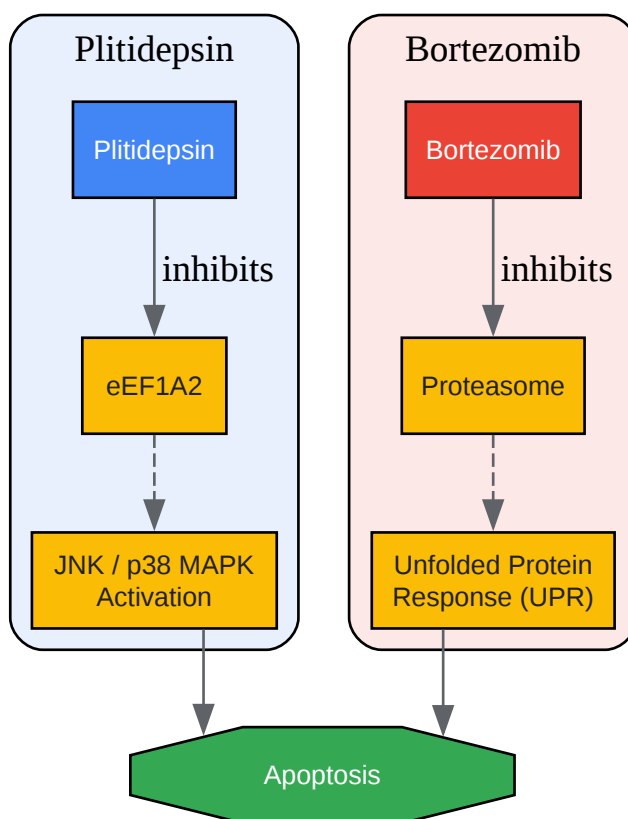 Plitidepsin
Plitidepsin
inhibits
eEF1A2
JNK / p38 MAPK
Activation
Bortezomib
Bortezomib
inhibits
Proteasome
Unfolded Protein
Response (UPR)
Apoptosis